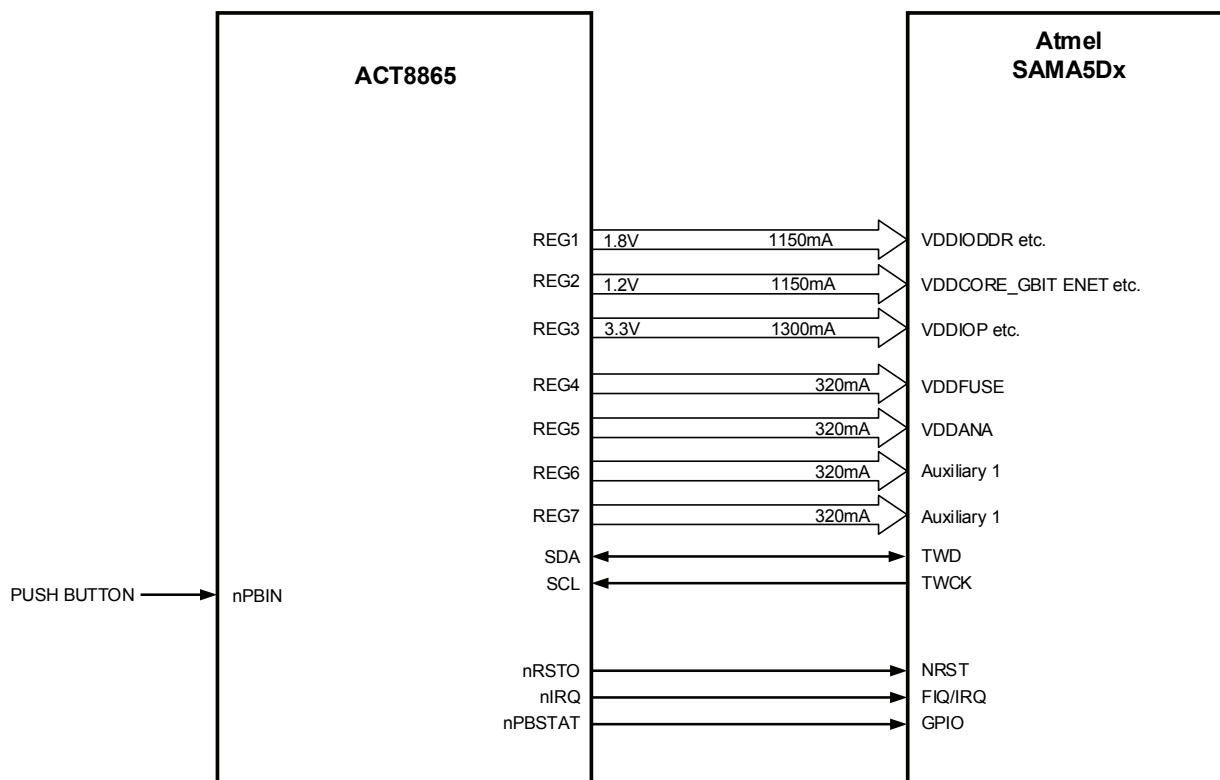 ACT8865
Atmel
SAMA5Dx
REG1 1.8V 1150mA VDDIODDR etc.
REG2 1.2V 1150mA VDDCORE_GBIT ENET etc.
REG3 3.3V 1300mA VDDIOP etc.
REG4 320mA VDDFUSE
REG5 320mA VDDANA
REG6 320mA Auxiliary 1
REG7 320mA Auxiliary 1
SDA TWD
SCL TWCK
PUSH BUTTON nPBIN
nRSTO NRST
nIRQ FIQ/IRQ
nPBSTAT GPIO